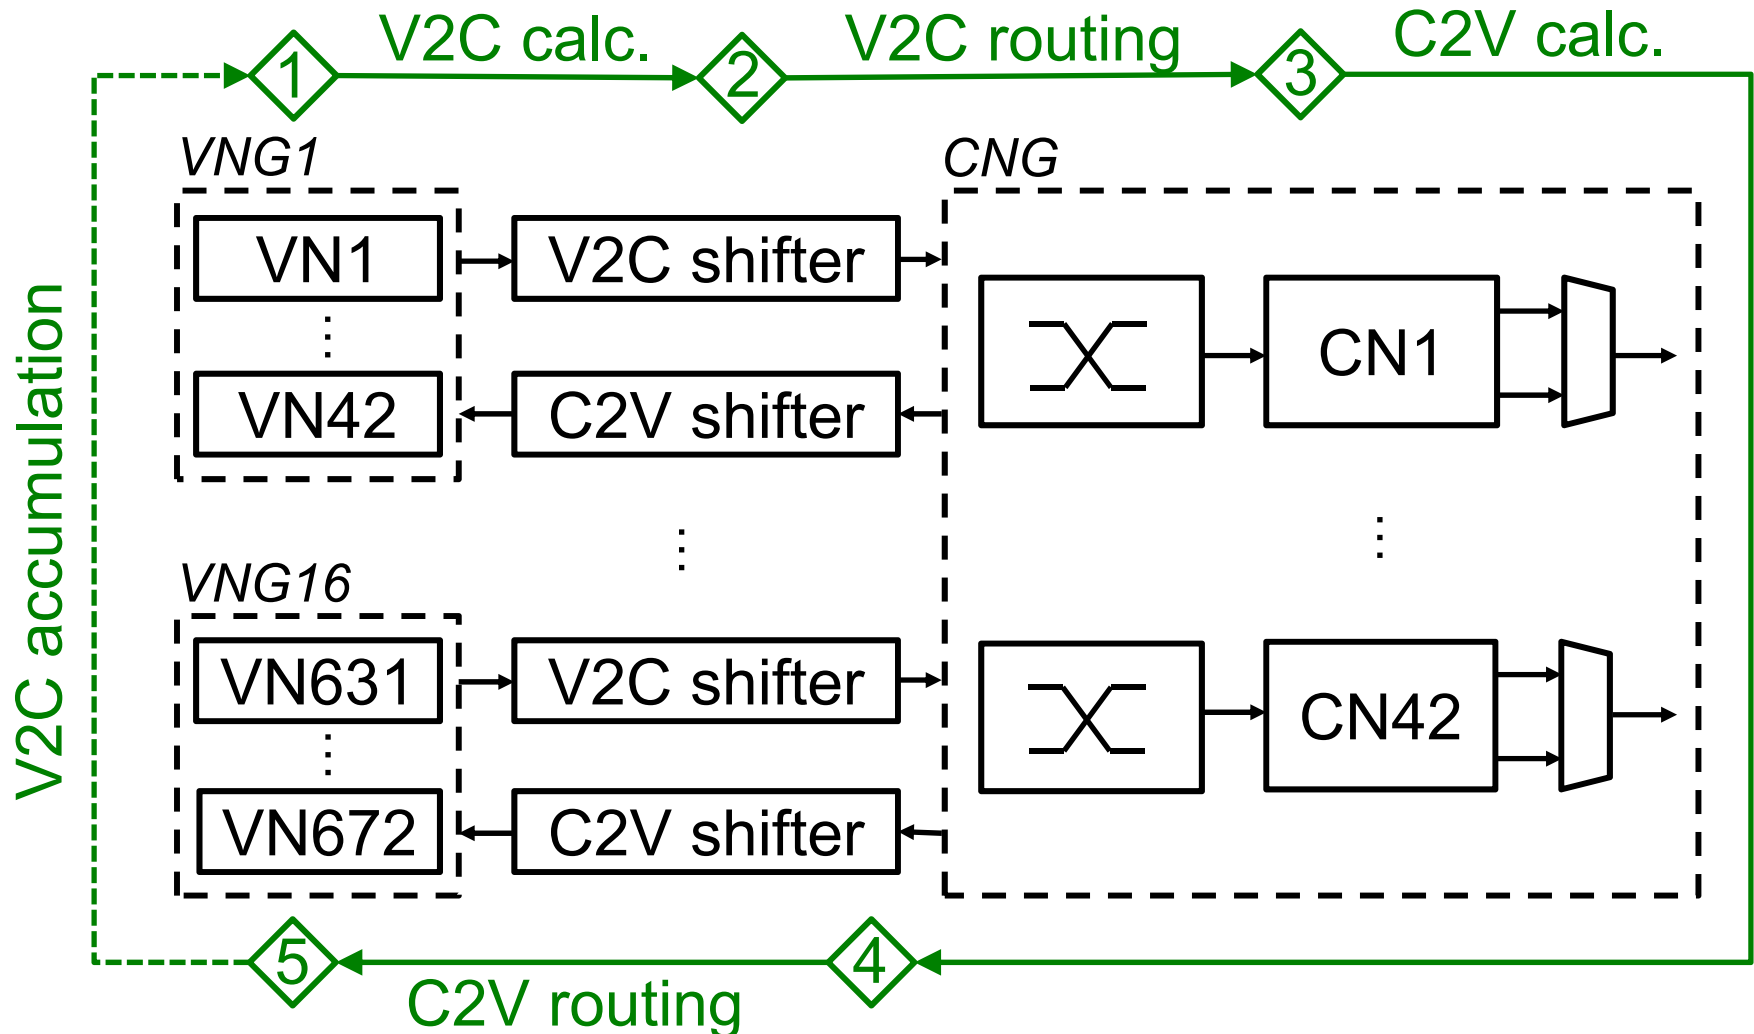 V2C calc.
V2C routing
C2V calc.
1
2
3
VNG1
CNG
VN1
V2C shifter
CN1
VN42
C2V shifter
V2C accumulation
VNG16
VN631
V2C shifter
CN42
VN672
C2V shifter
5
4
C2V routing